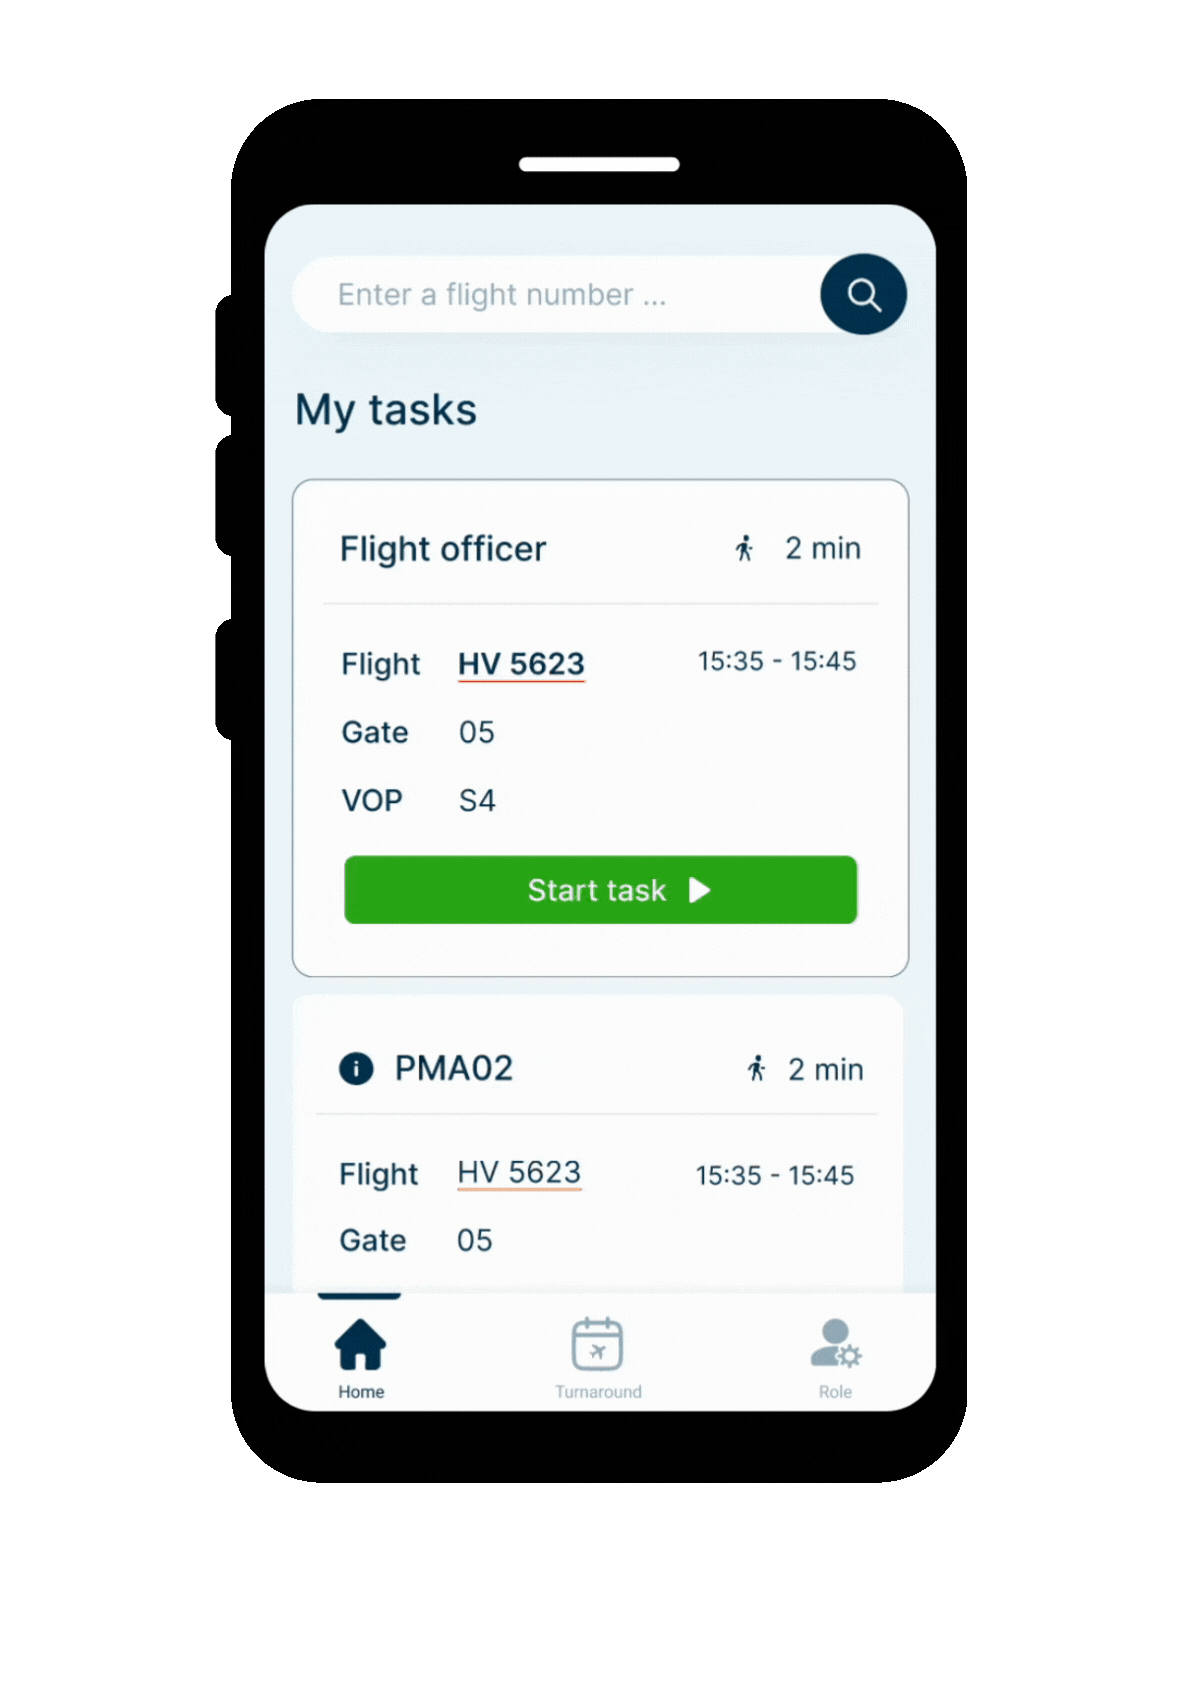 Enter a flight number ...
My tasks
Flight officer 2 min
Flight HV 5623 15:35 - 15:45
Gate 05
VOP S4
Start task
PMA02 2 min
Flight HV 5623 15:35 - 15:45
Gate 05
Home Turnaround Role